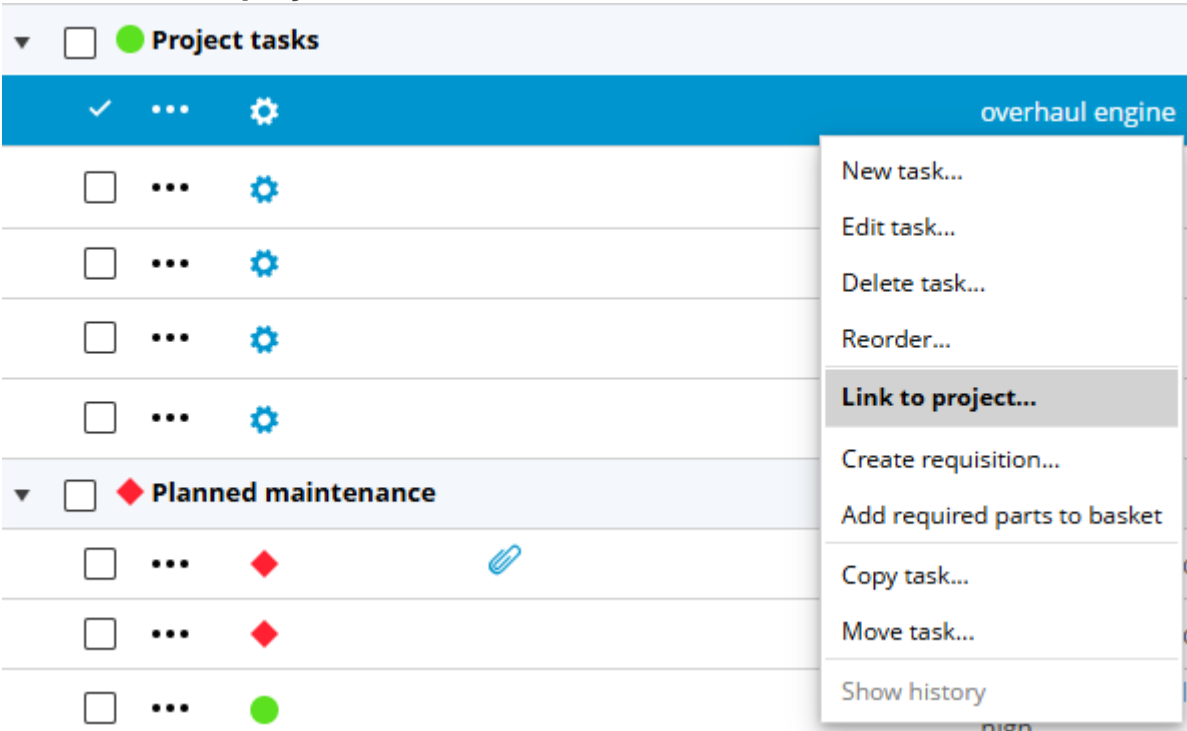 Project tasks
overhaul engine
New task...
Edit task...
Delete task...
Reorder...
Link to project...
Create requisition...
Add required parts to basket
Planned maintenance
Copy task...
Move task...
Show history